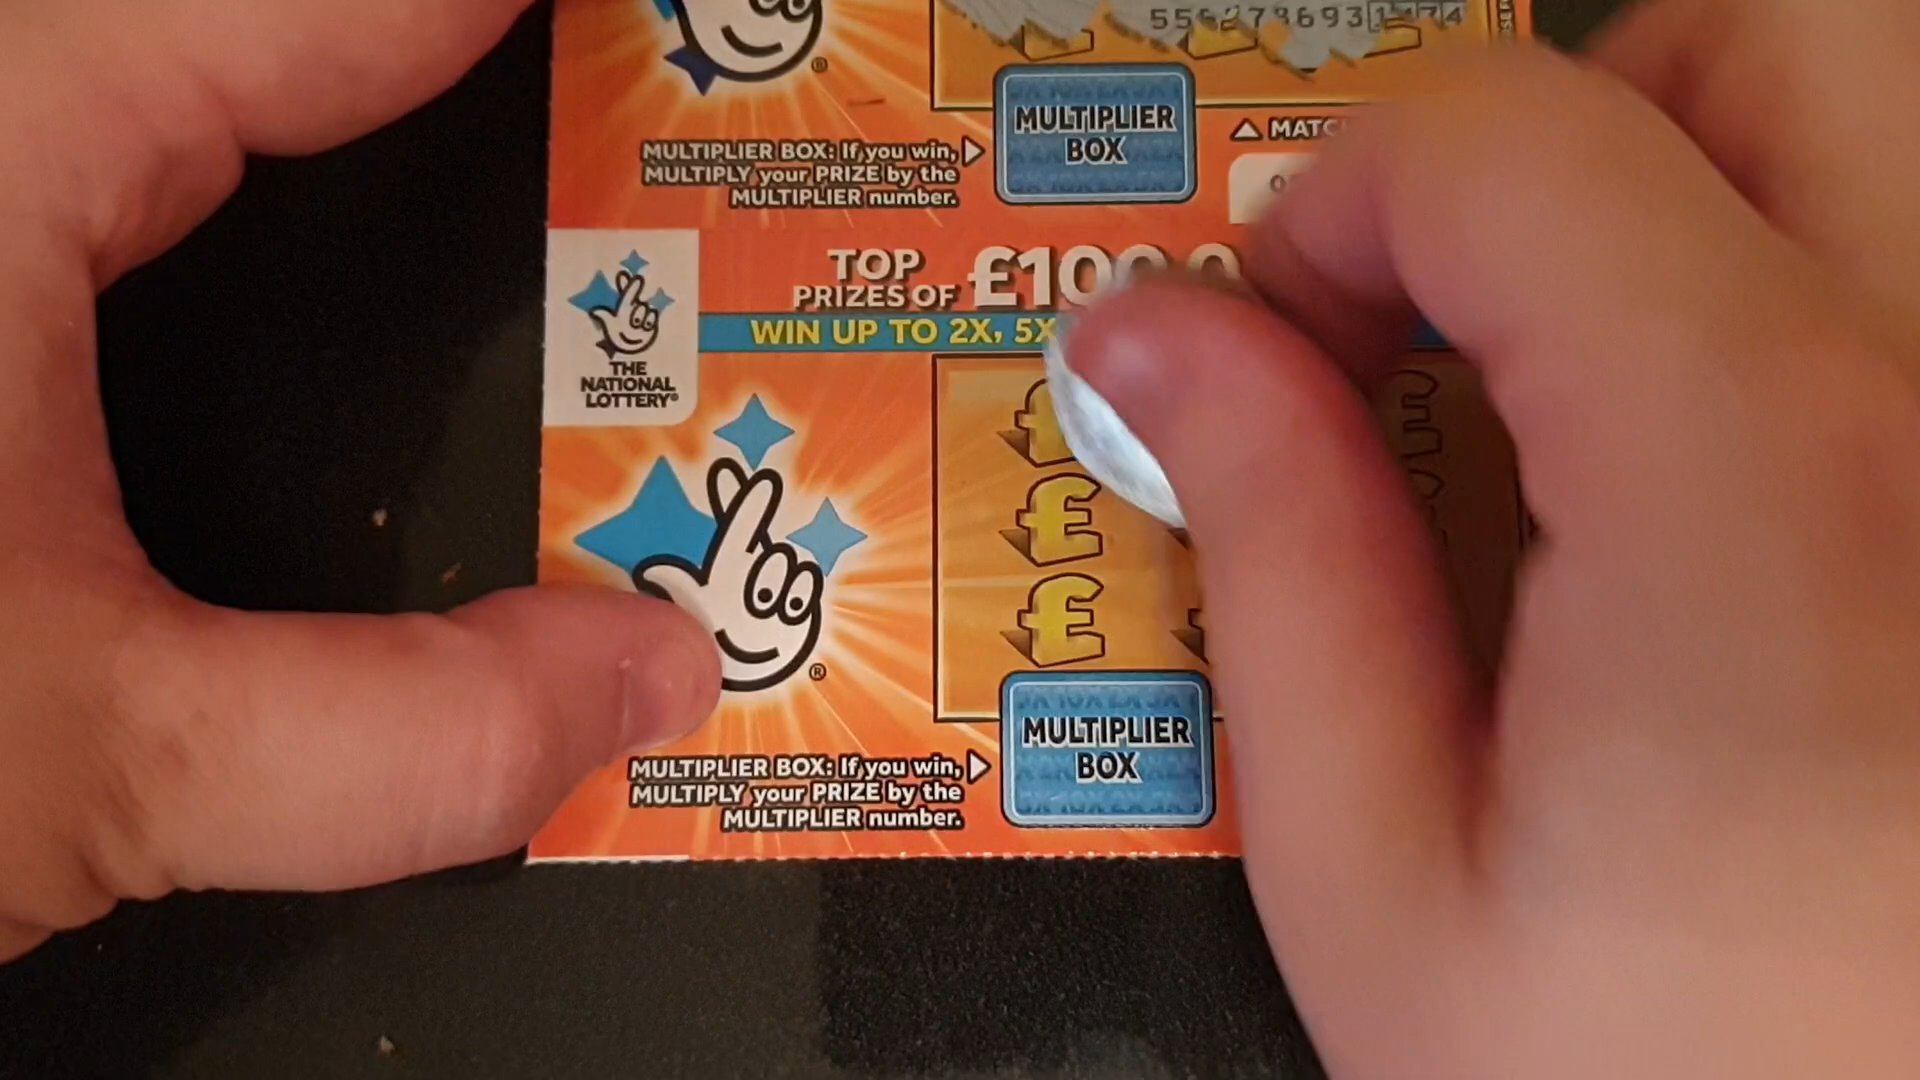 MULTIPLIER
BOX
MULTIPLIER BOX: If you win,
MULTIPLY your PRIZE by the
MULTIPLIER number.
TOP
PRIZES OF
WIN UP TO 2X, 5X
THE
NATIONAL
LOTTERY®
®
£
£
£
®
MULTIPLIER
BOX
MULTIPLIER BOX: If you win,
MULTIPLY your PRIZE by the
MULTIPLIER number.